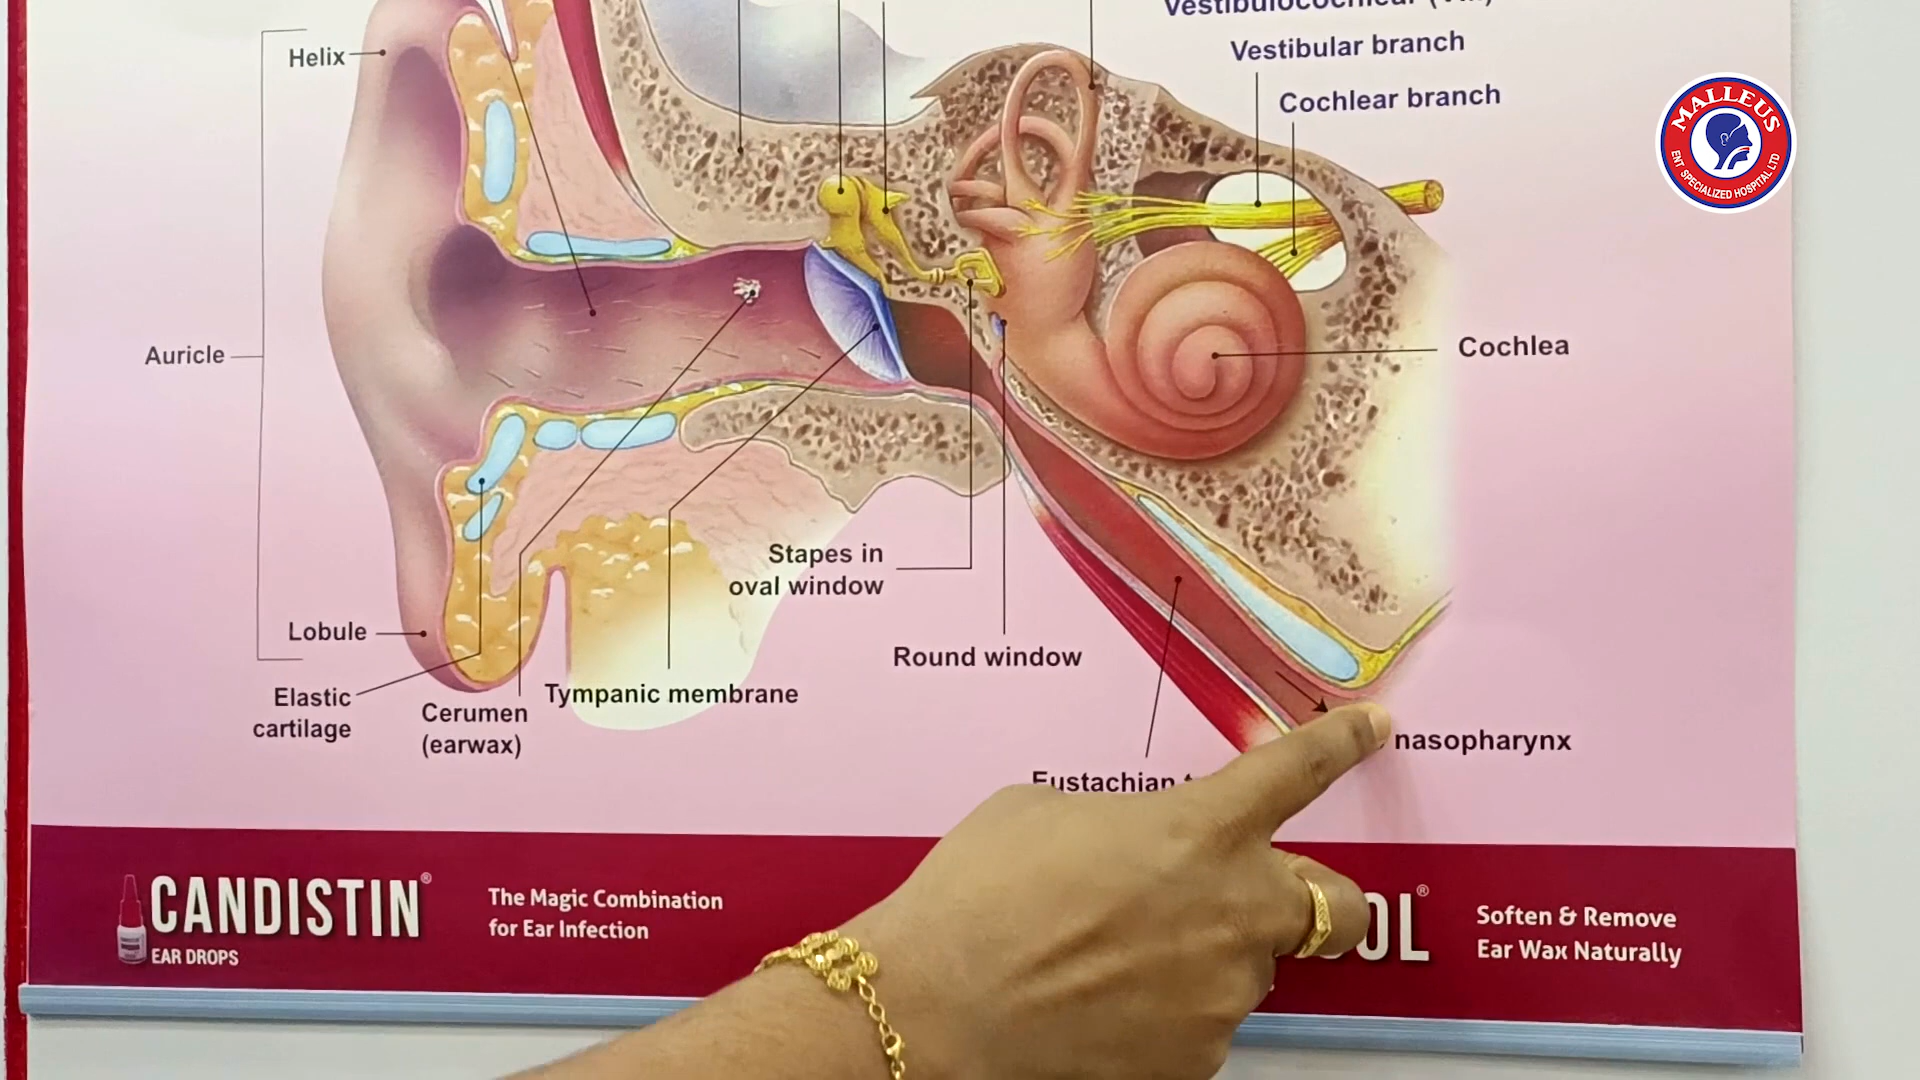 Vestibular branch
Cochlear branch
Helix
Auricle
Cochlea
Stapes in
oval window
Round window
Lobule
Elastic
cartilage
Cerumen
(earwax)
Tympanic membrane
nasopharynx
Eustachian
CANDISTIN®
EAR DROPS
The Magic Combination
for Ear Infection
OL®
Soften & Remove
Ear Wax Naturally
MALLEUS
ENT SPECIALIZED HOSPITAL LTD